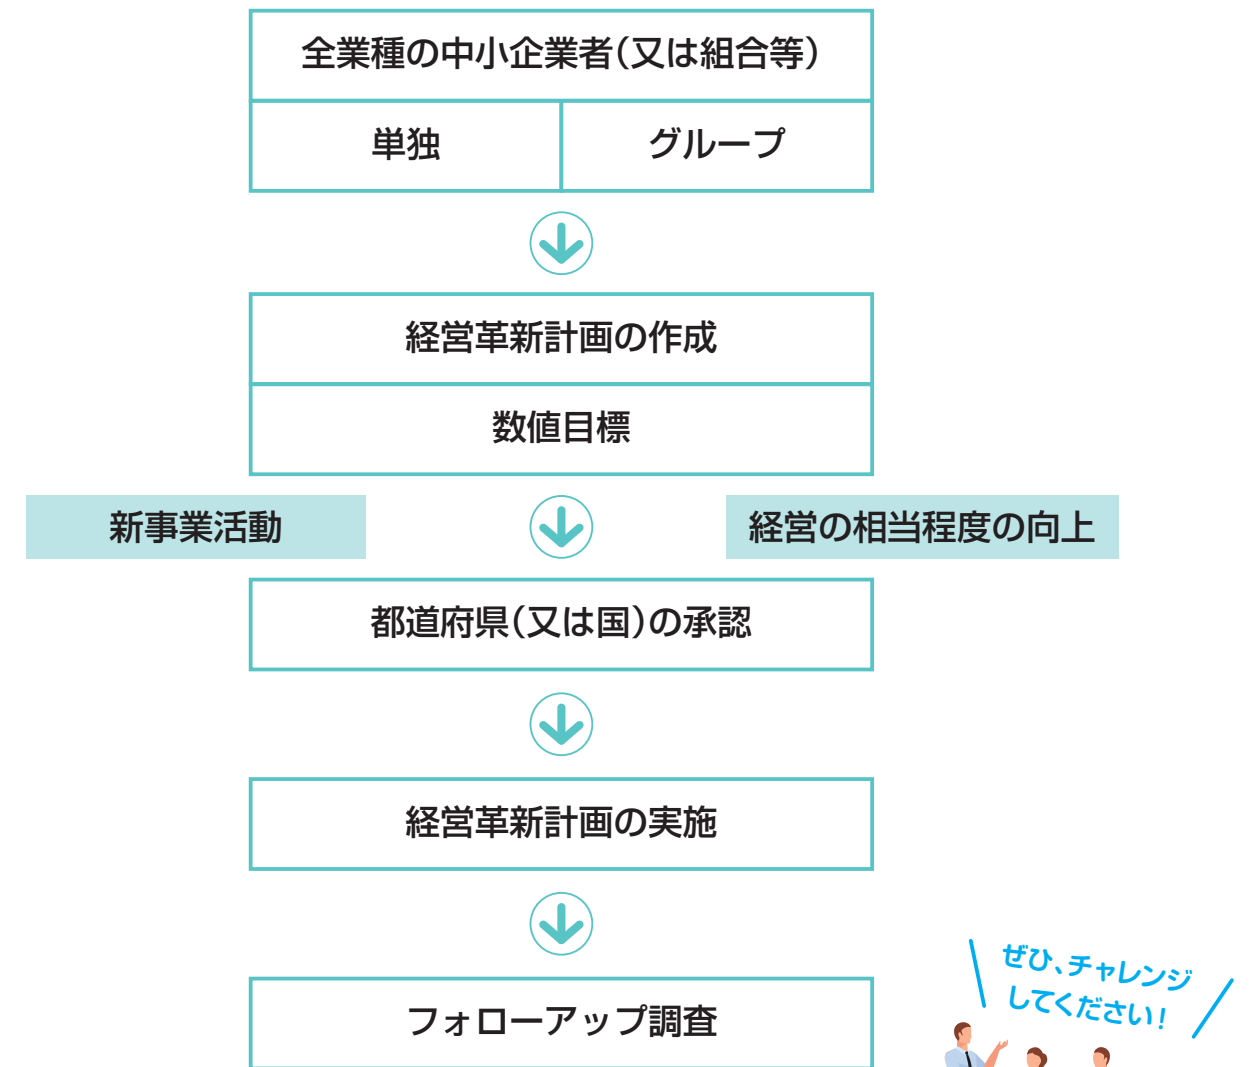 全業種の中小企業者(又は組合等)
単独
グループ
経営革新計画の作成
数値目標
新事業活動
経営の相当程度の向上
都道府県(又は国)の承認
経営革新計画の実施
フォローアップ調査
ぜひ、チャレンジ
してください!